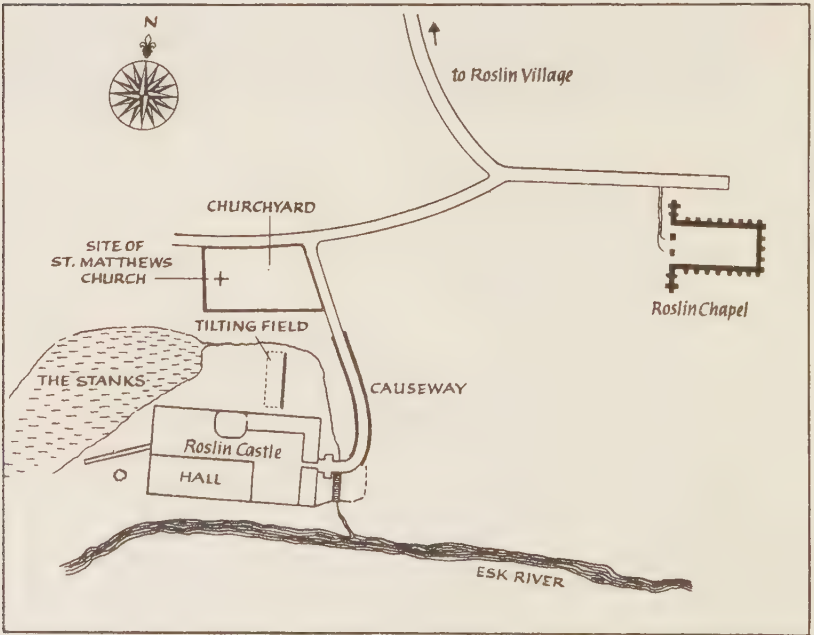 N
to Roslin Village
CHURCHYARD
SITE OF
ST. MATTHEWS
CHURCH
Roslin Chapel
TILTING FIELD
THE STANKS
CAUSEWAY
Roslin Castle
HALL
ESK RIVER